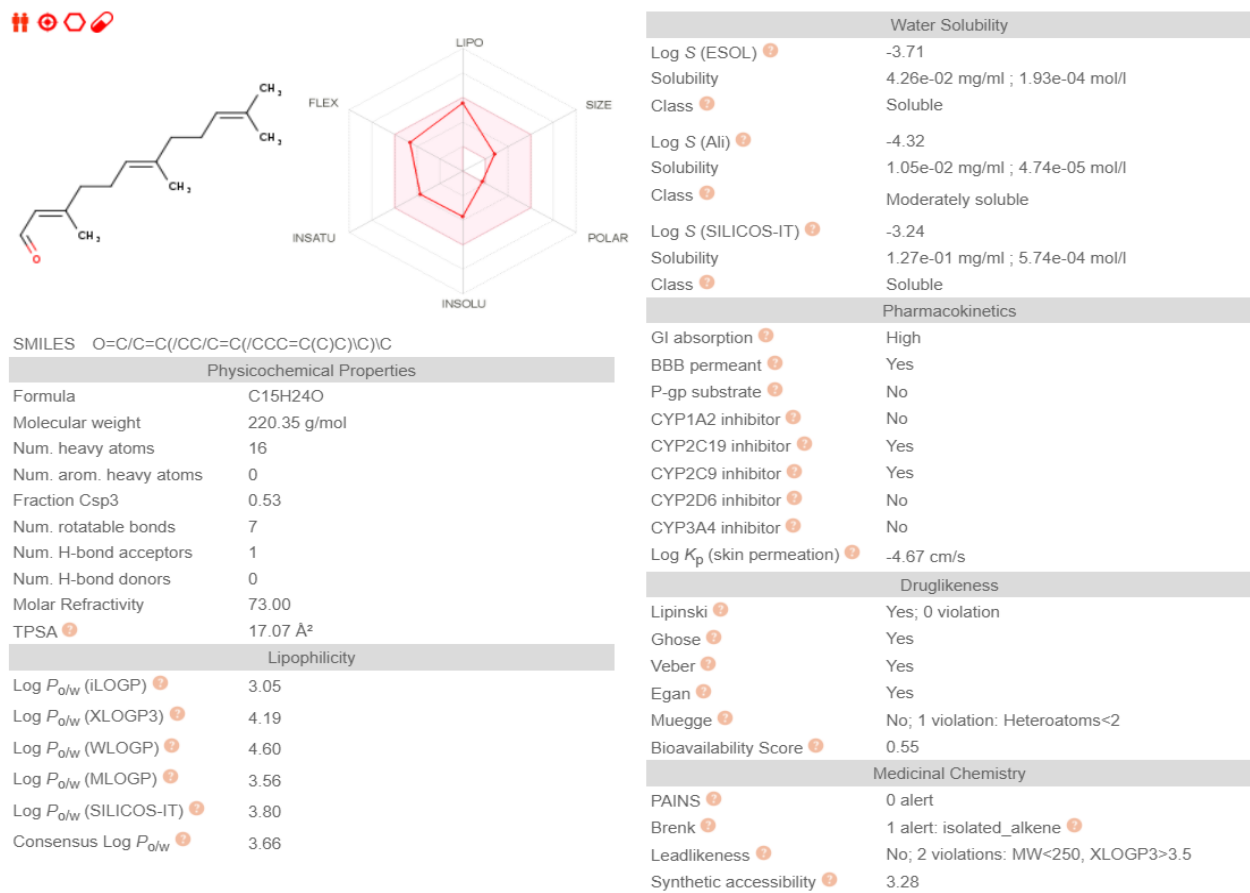 LIPO
FLEX
SIZE
INSATU
POLAR
INSOLU
CH3
CH3
CH3
CH3
O
SMILES O=C/C=C(/CC/C=C(/CCC=C(C)C)\C)\C
Physicochemical Properties
Formula C15H24O
Molecular weight 220.35 g/mol
Num. heavy atoms 16
Num. arom. heavy atoms 0
Fraction Csp3 0.53
Num. rotatable bonds 7
Num. H-bond acceptors 1
Num. H-bond donors 0
Molar Refractivity 73.00
TPSA ? 17.07 Å²
Lipophilicity
Log Po/w (iLOGP) ? 3.05
Log Po/w (XLOGP3) ? 4.19
Log Po/w (WLOGP) ? 4.60
Log Po/w (MLOGP) ? 3.56
Log Po/w (SILICOS-IT) ? 3.80
Consensus Log Po/w ? 3.66
Water Solubility
Log S (ESOL) ? -3.71
Solubility 4.26e-02 mg/ml ; 1.93e-04 mol/l
Class ? Soluble
Log S (Ali) ? -4.32
Solubility 1.05e-02 mg/ml ; 4.74e-05 mol/l
Class ? Moderately soluble
Log S (SILICOS-IT) ? -3.24
Solubility 1.27e-01 mg/ml ; 5.74e-04 mol/l
Class ? Soluble
Pharmacokinetics
GI absorption ? High
BBB permeant ? Yes
P-gp substrate ? No
CYP1A2 inhibitor ? No
CYP2C19 inhibitor ? Yes
CYP2C9 inhibitor ? Yes
CYP2D6 inhibitor ? No
CYP3A4 inhibitor ? No
Log Kp (skin permeation) ? -4.67 cm/s
Druglikeness
Lipinski ? Yes; 0 violation
Ghose ? Yes
Veber ? Yes
Egan ? Yes
Muegge ? No; 1 violation: Heteroatoms<2
Bioavailability Score ? 0.55
Medicinal Chemistry
PAINS ? 0 alert
Brenk ? 1 alert: isolated_alkene ?
Leadlikeness ? No; 2 violations: MW<250, XLOGP3>3.5
Synthetic accessibility ? 3.28